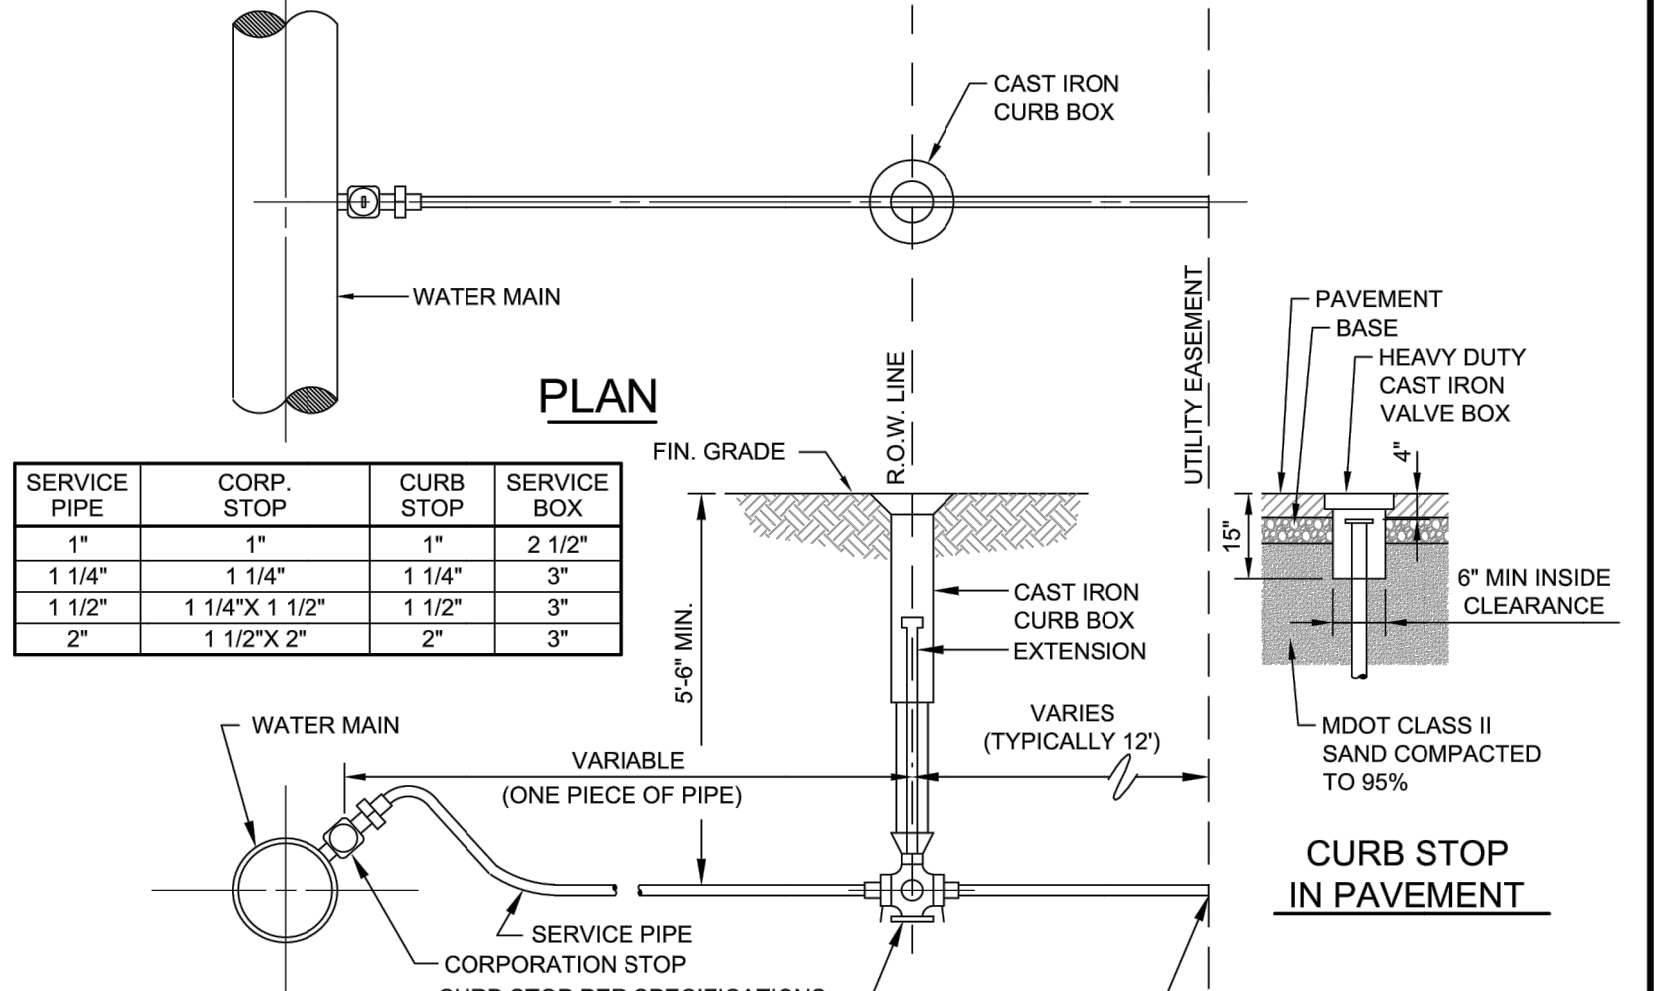 CAST IRON
CURB BOX
WATER MAIN
PLAN
R.O.W. LINE
UTILITY EASEMENT
PAVEMENT
BASE
HEAVY DUTY
CAST IRON
VALVE BOX
4"
15"
6" MIN INSIDE
CLEARANCE
MDOT CLASS II
SAND COMPACTED
TO 95%
CURB STOP
IN PAVEMENT
SERVICE PIPE CORP. STOP CURB STOP SERVICE BOX
1" 1" 1" 2 1/2"
1 1/4" 1 1/4" 1 1/4" 3"
1 1/2" 1 1/4"X 1 1/2" 1 1/2" 3"
2" 1 1/2"X 2" 2" 3"
FIN. GRADE
5'-6" MIN.
CAST IRON
CURB BOX
EXTENSION
VARIES
(TYPICALLY 12')
WATER MAIN
VARIABLE
(ONE PIECE OF PIPE)
SERVICE PIPE
CORPORATION STOP
CURB STOP PER SPECIFICATIONS